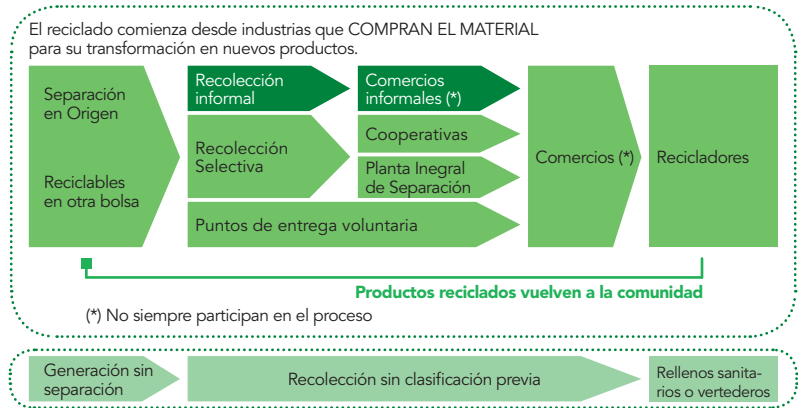 El reciclado comienza desde industrias que COMPRAN EL MATERIAL
para su transformación en nuevos productos.
Separación
en Origen
Reciclables
en otra bolsa
Recolección
informal
Comercios
informales (*)
Recolección
Selectiva
Cooperativas
Planta Inegral
de Separación
Puntos de entrega voluntaria
Comercios (*)
Recicladores
Productos reciclados vuelven a la comunidad
(*) No siempre participan en el proceso
Generación sin
separación
Recolección sin clasificación previa
Rellenos sanita-
rios o vertederos